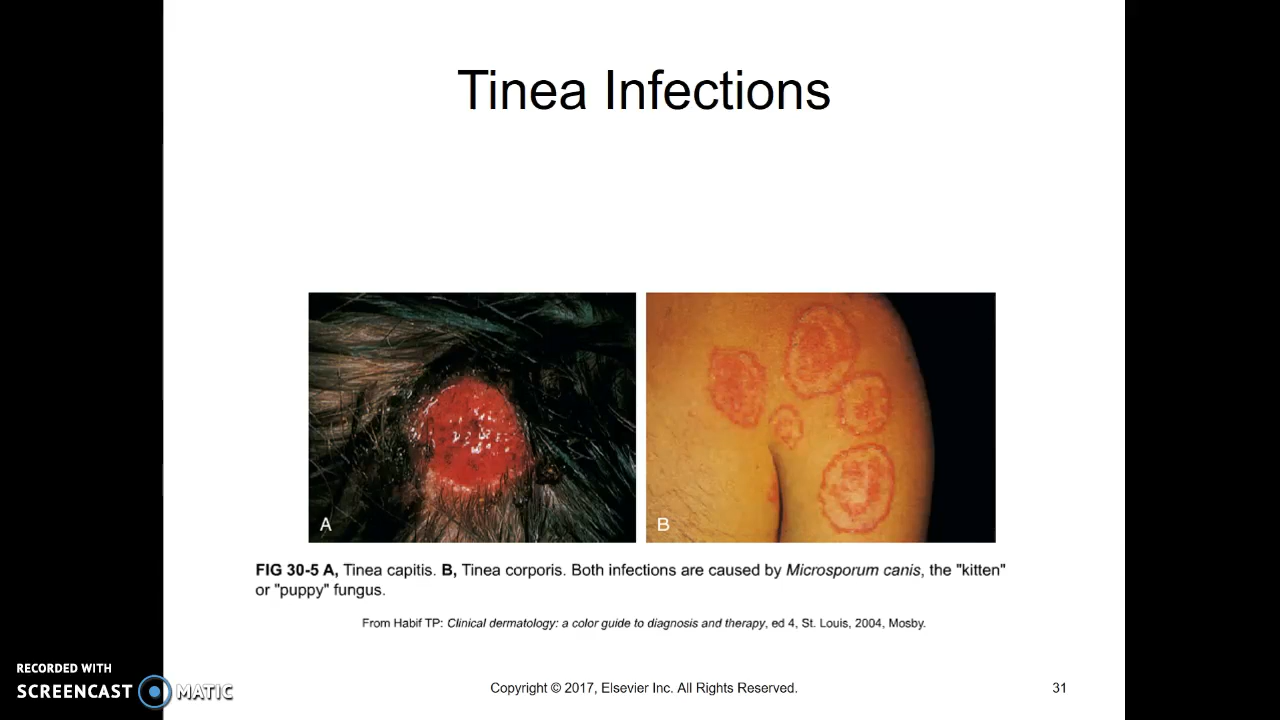 Tinea Infections
A
B
FIG 30-5 A, Tinea capitis. B, Tinea corporis. Both infections are caused by Microsporum canis, the "kitten"
or "puppy" fungus.
From Habif TP: Clinical dermatology: a color guide to diagnosis and therapy, ed 4, St. Louis, 2004, Mosby.
RECORDED WITH
SCREENCAST MATIC
Copyright © 2017, Elsevier Inc. All Rights Reserved.
31